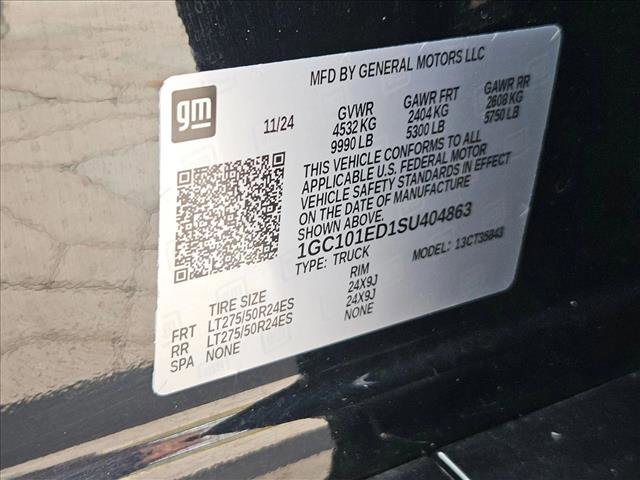 MFD BY GENERAL MOTORS LLC
gm
11/24
GVWR GAWR FRT GAWR RR
4532 KG 2404 KG 2608 KG
9990 LB 5300 LB 5750 LB
THIS VEHICLE CONFORMS TO ALL
APPLICABLE U.S. FEDERAL MOTOR
VEHICLE SAFETY STANDARDS IN EFFECT
ON THE DATE OF MANUFACTURE
SHOWN ABOVE.
1GC101ED1SU404863
TYPE: TRUCK MODEL: 13CT35843
TIRE SIZE RIM
FRT LT275/50R24ES 24X9J
RR LT275/50R24ES 24X9J
SPA NONE NONE